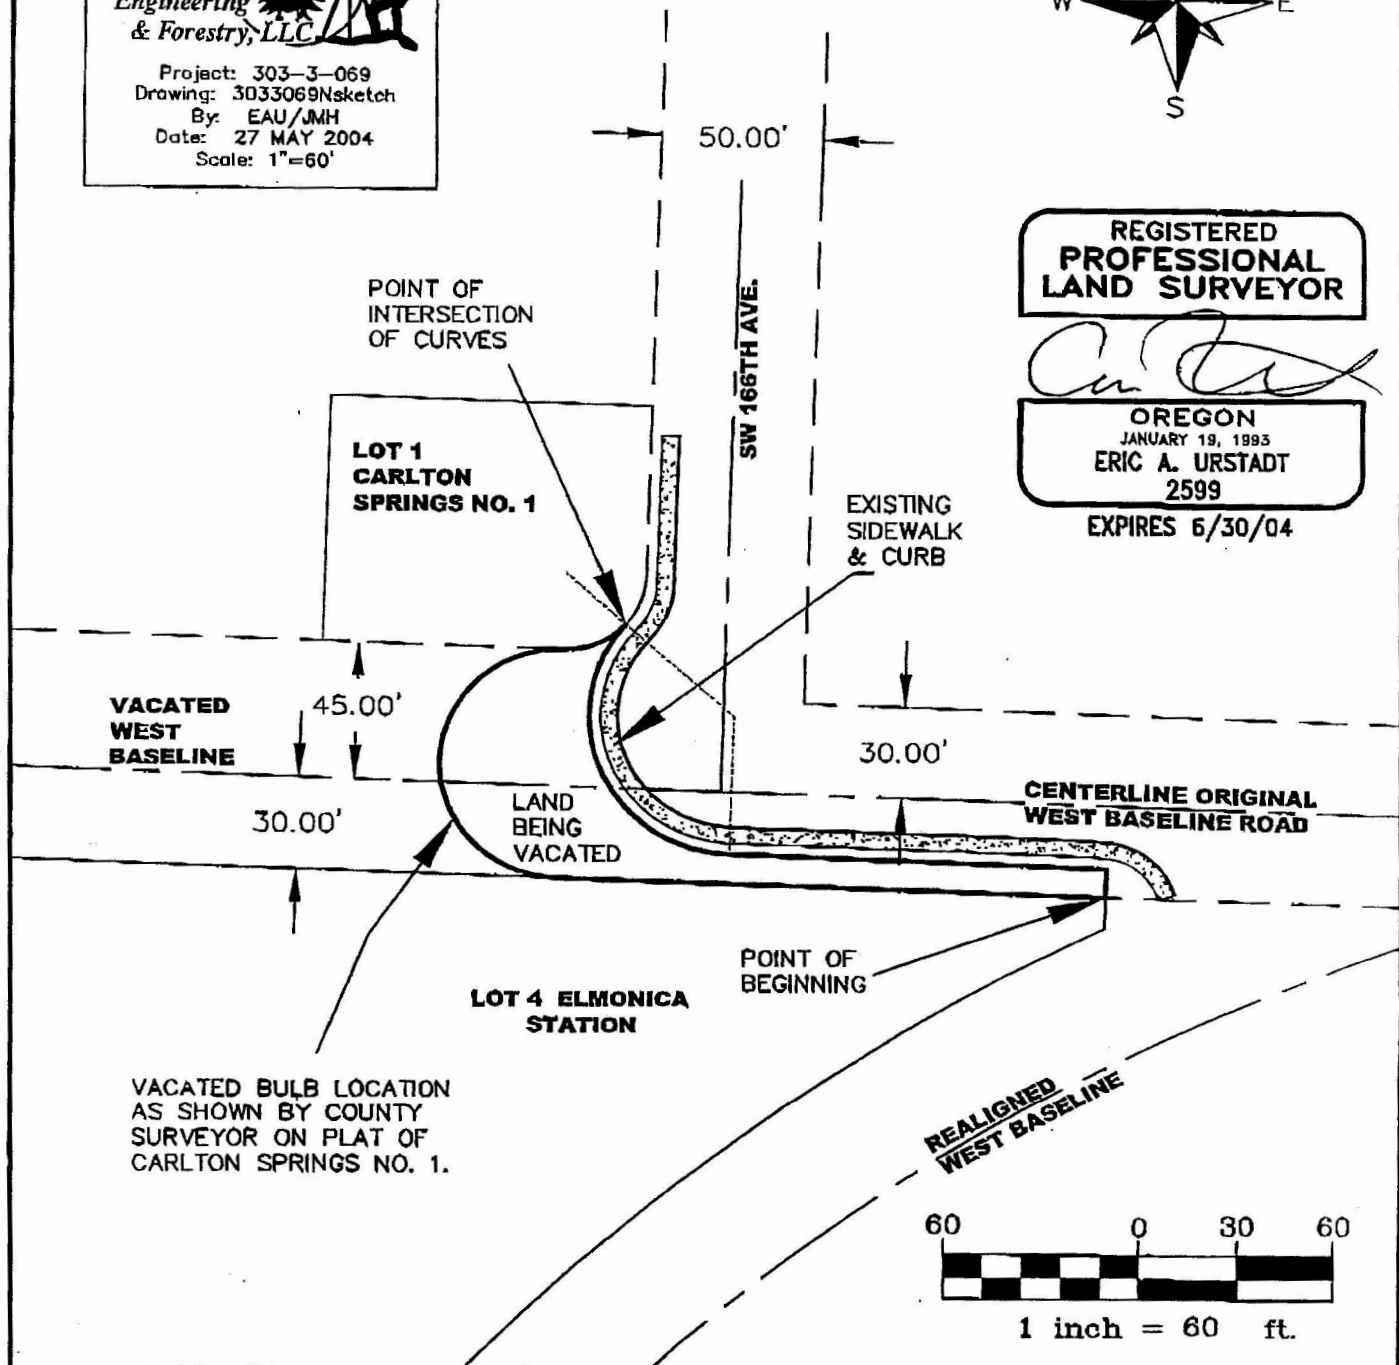 Engineering
& Forestry, LLC
Project: 303-3-069
Drawing: 3033069Nsketch
By: EAU/JMH
Date: 27 MAY 2004
Scale: 1"=60'
W
E
S
50.00'
REGISTERED
PROFESSIONAL
LAND SURVEYOR
OREGON
JANUARY 19, 1993
ERIC A. URSTADT
2599
EXPIRES 6/30/04
POINT OF
INTERSECTION
OF CURVES
SW 166TH AVE.
LOT 1
CARLTON
SPRINGS NO. 1
EXISTING
SIDEWALK
& CURB
VACATED
WEST
BASELINE
45.00'
30.00'
30.00'
CENTERLINE ORIGINAL
WEST BASELINE ROAD
LAND
BEING
VACATED
POINT OF
BEGINNING
LOT 4 ELMONICA
STATION
VACATED BULB LOCATION
AS SHOWN BY COUNTY
SURVEYOR ON PLAT OF
CARLTON SPRINGS NO. 1.
REALIGNED
WEST BASELINE
60 0 30 60
1 inch = 60 ft.